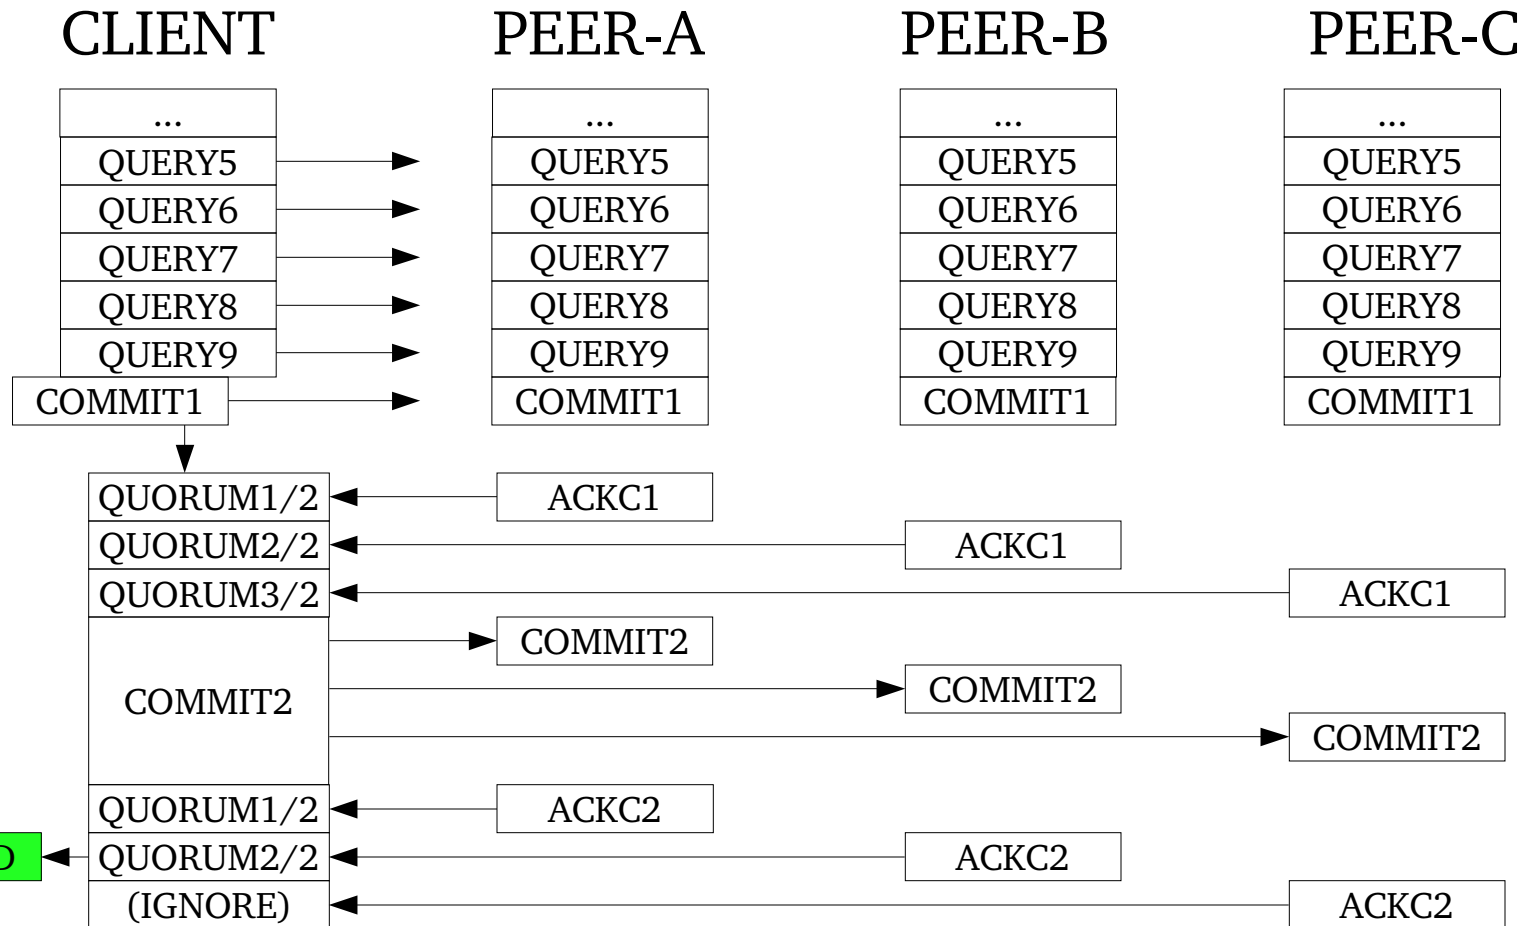 CLIENT PEER-A PEER-B PEER-C
... ... ... ...
QUERY5 QUERY5 QUERY5 QUERY5
QUERY6 QUERY6 QUERY6 QUERY6
QUERY7 QUERY7 QUERY7 QUERY7
QUERY8 QUERY8 QUERY8 QUERY8
QUERY9 QUERY9 QUERY9 QUERY9
COMMIT1 COMMIT1 COMMIT1 COMMIT1
QUORUM1/2 ACKC1
QUORUM2/2 ACKC1
QUORUM3/2 ACKC1
COMMIT2
COMMIT2 COMMIT2
COMMIT2
QUORUM1/2 ACKC2
QUORUM2/2 ACKC2
(IGNORE) ACKC2